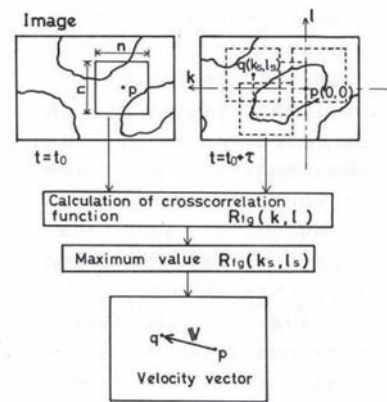 Image
n
n
p
l
q(ks,ls)
k
p(0,0)
t=t0
t=t0+τ
Calculation of crosscorrelation
function Rfg(k,l)
Maximum value Rfg(ks,ls)
q
V
p
Velocity vector